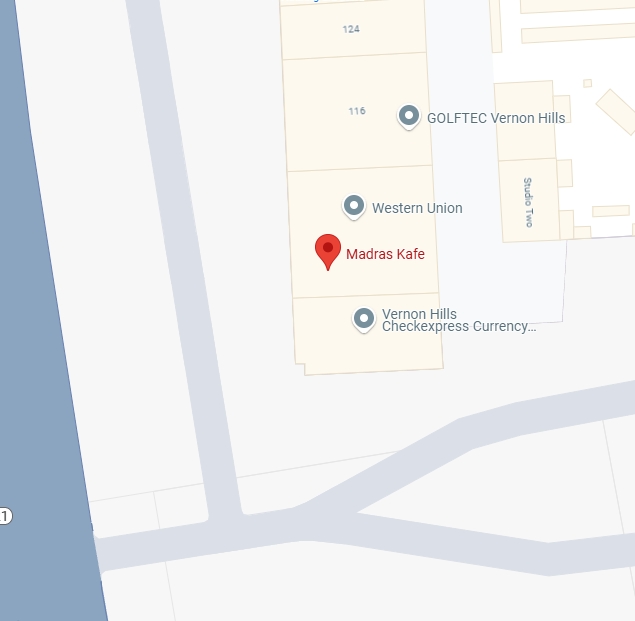 124
116
GOLFTEC Vernon Hills
Studio Two
Western Union
Madras Kafe
Vernon Hills
Checkexpress Currency...
1